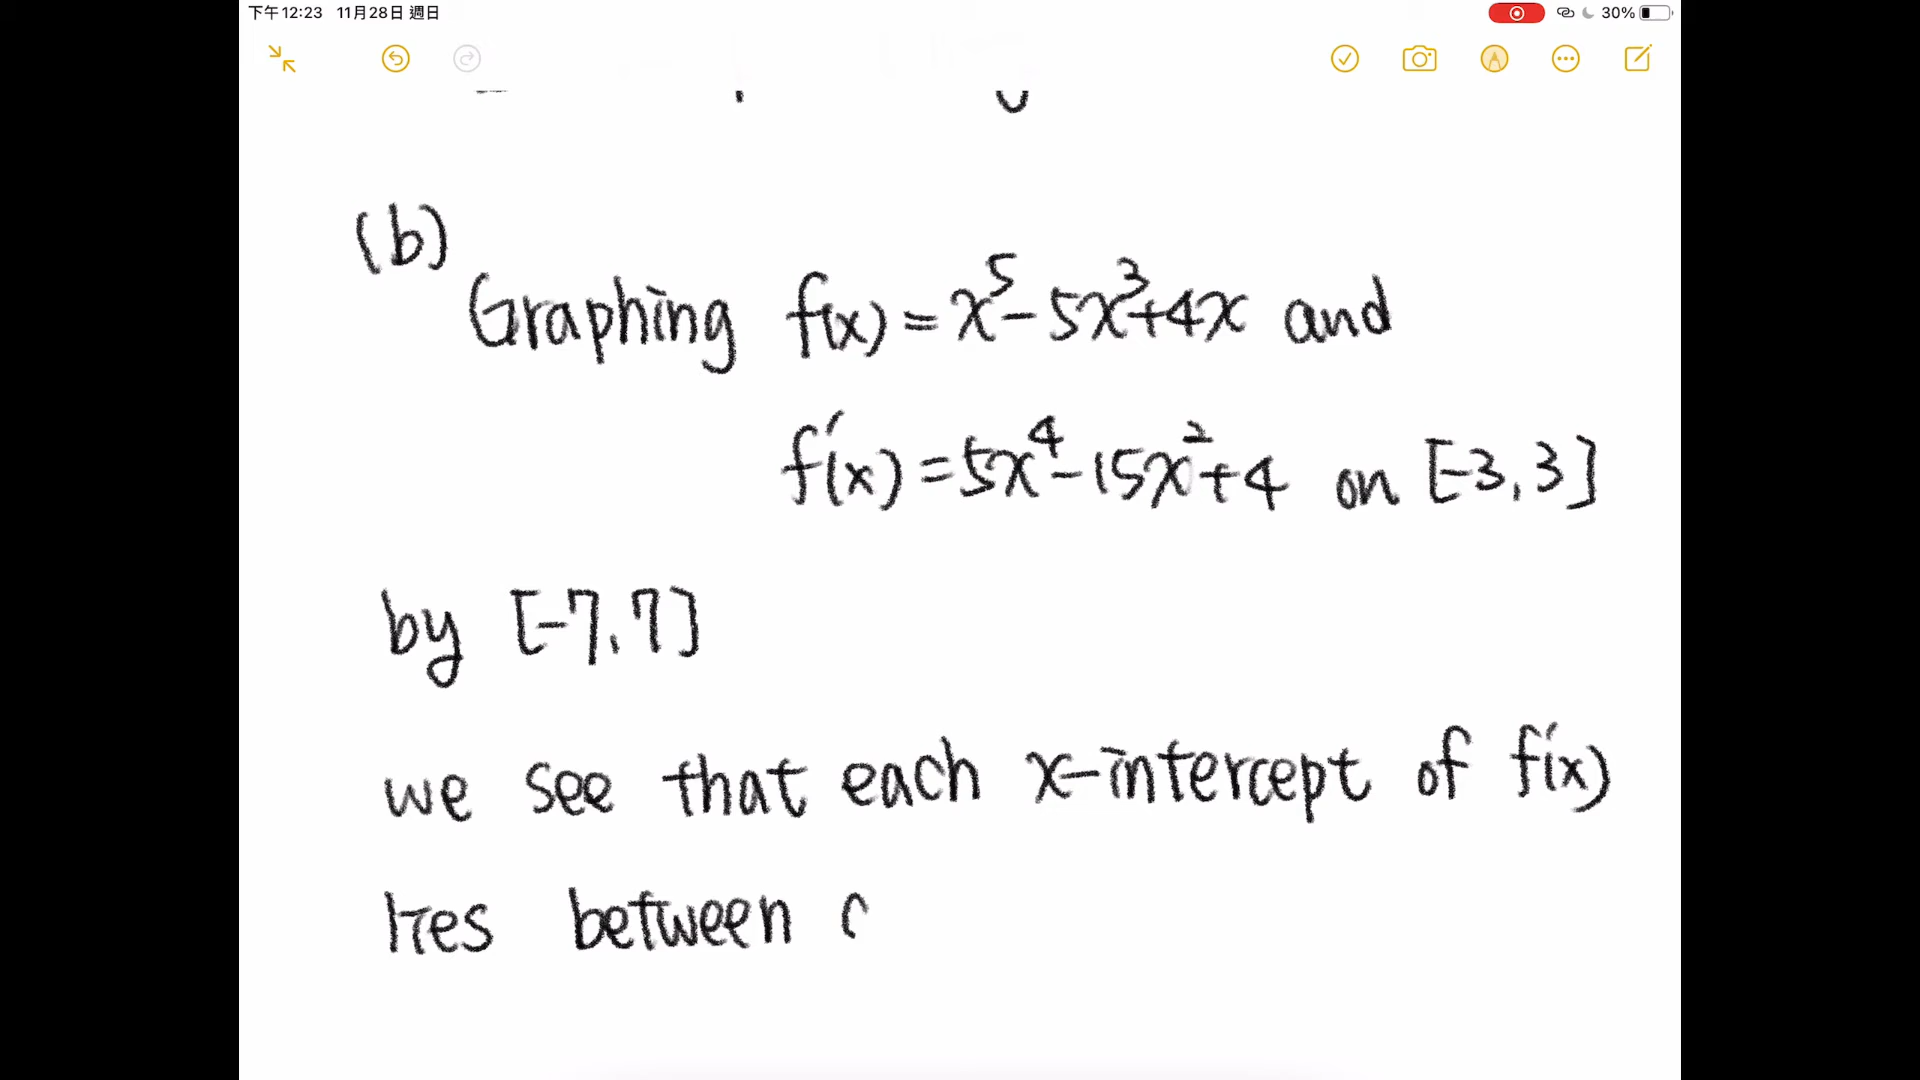 下午12:23 11月28日 週日
30%
(b)
Graphing f(x) = x⁵ - 5x³ + 4x and
f'(x) = 5x⁴ - 15x² + 4 on [-3, 3]
by [-7, 7]
we see that each x-intercept of f'(x)
lies between